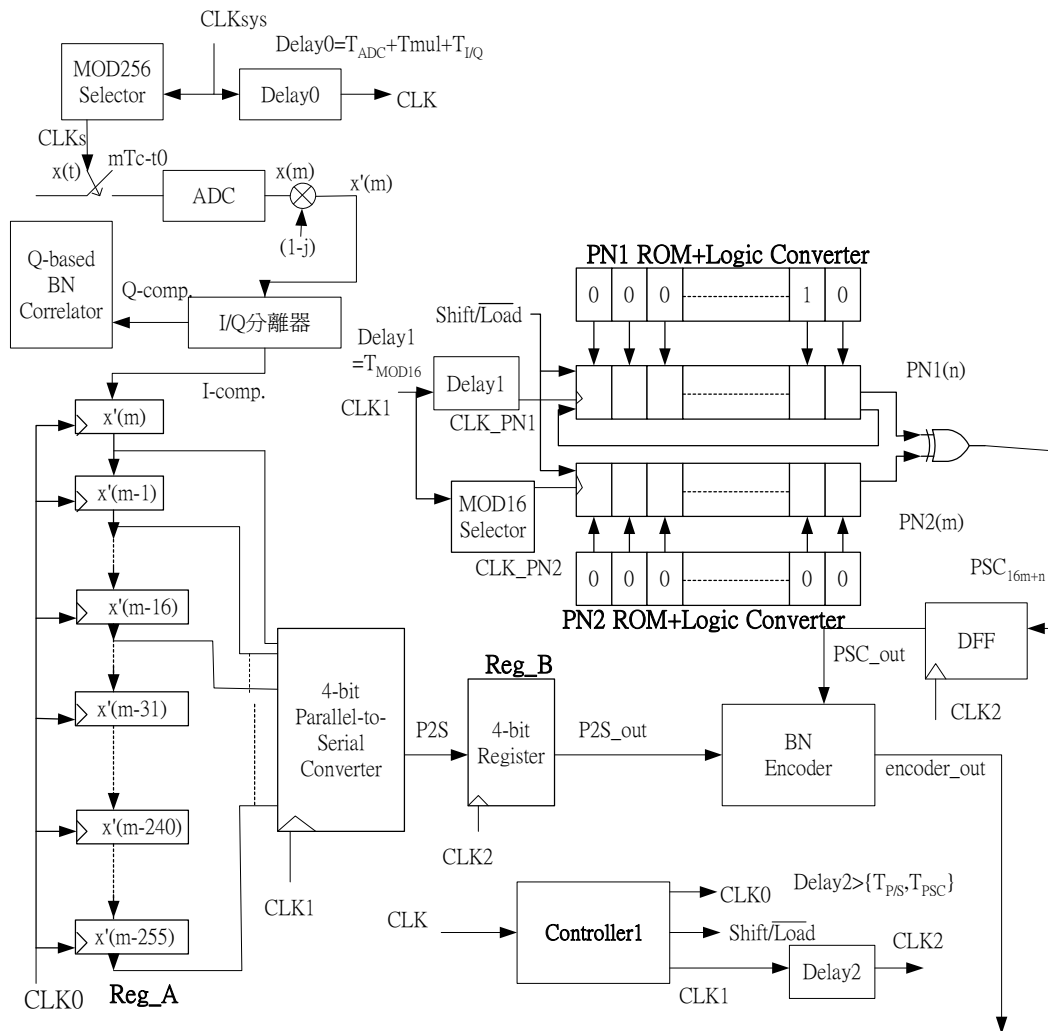 CLKsys
Delay0=T_ADC+Tmul+T_I/Q
MOD256
Selector
Delay0
CLK
CLKs
x(t)
mTc-t0
ADC
x(m)
x'(m)
(1-j)
Q-based
BN
Correlator
Q-comp.
I/Q分離器
I-comp.
PN1 ROM+Logic Converter
0 0 0 1 0
Shift/Load
Delay1
=T_MOD16
Delay1
CLK1
CLK_PN1
PN1(n)
MOD16
Selector
CLK_PN2
PN2(m)
0 0 0 0 0
PN2 ROM+Logic Converter
PSC_16m+n
x'(m)
x'(m-1)
x'(m-16)
x'(m-31)
x'(m-240)
x'(m-255)
CLK0
Reg_A
4-bit
Parallel-to-
Serial
Converter
CLK1
P2S
Reg_B
4-bit
Register
CLK2
P2S_out
PSC_out
DFF
CLK2
BN
Encoder
encoder_out
CLK
Controller1
CLK0
Delay2>{T_P/S,T_PSC}
Shift/Load
CLK1
Delay2
CLK2